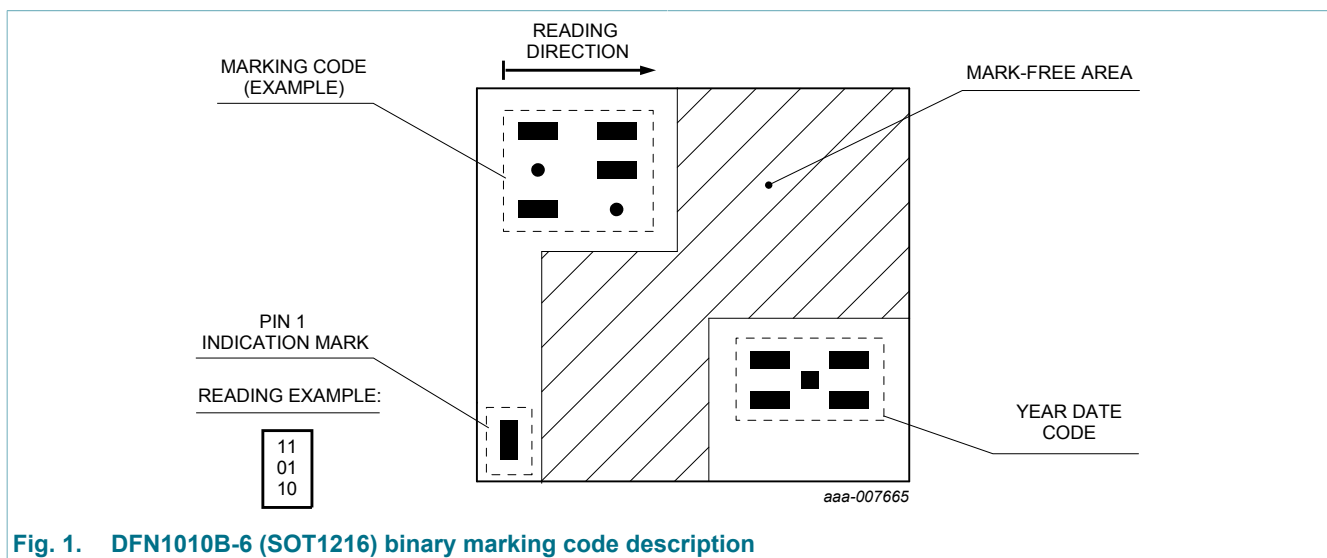 READING
DIRECTION
MARKING CODE
(EXAMPLE)
MARK-FREE AREA
PIN 1
INDICATION MARK
READING EXAMPLE:
11
01
10
YEAR DATE
CODE
aaa-007665
Fig. 1. DFN1010B-6 (SOT1216) binary marking code description